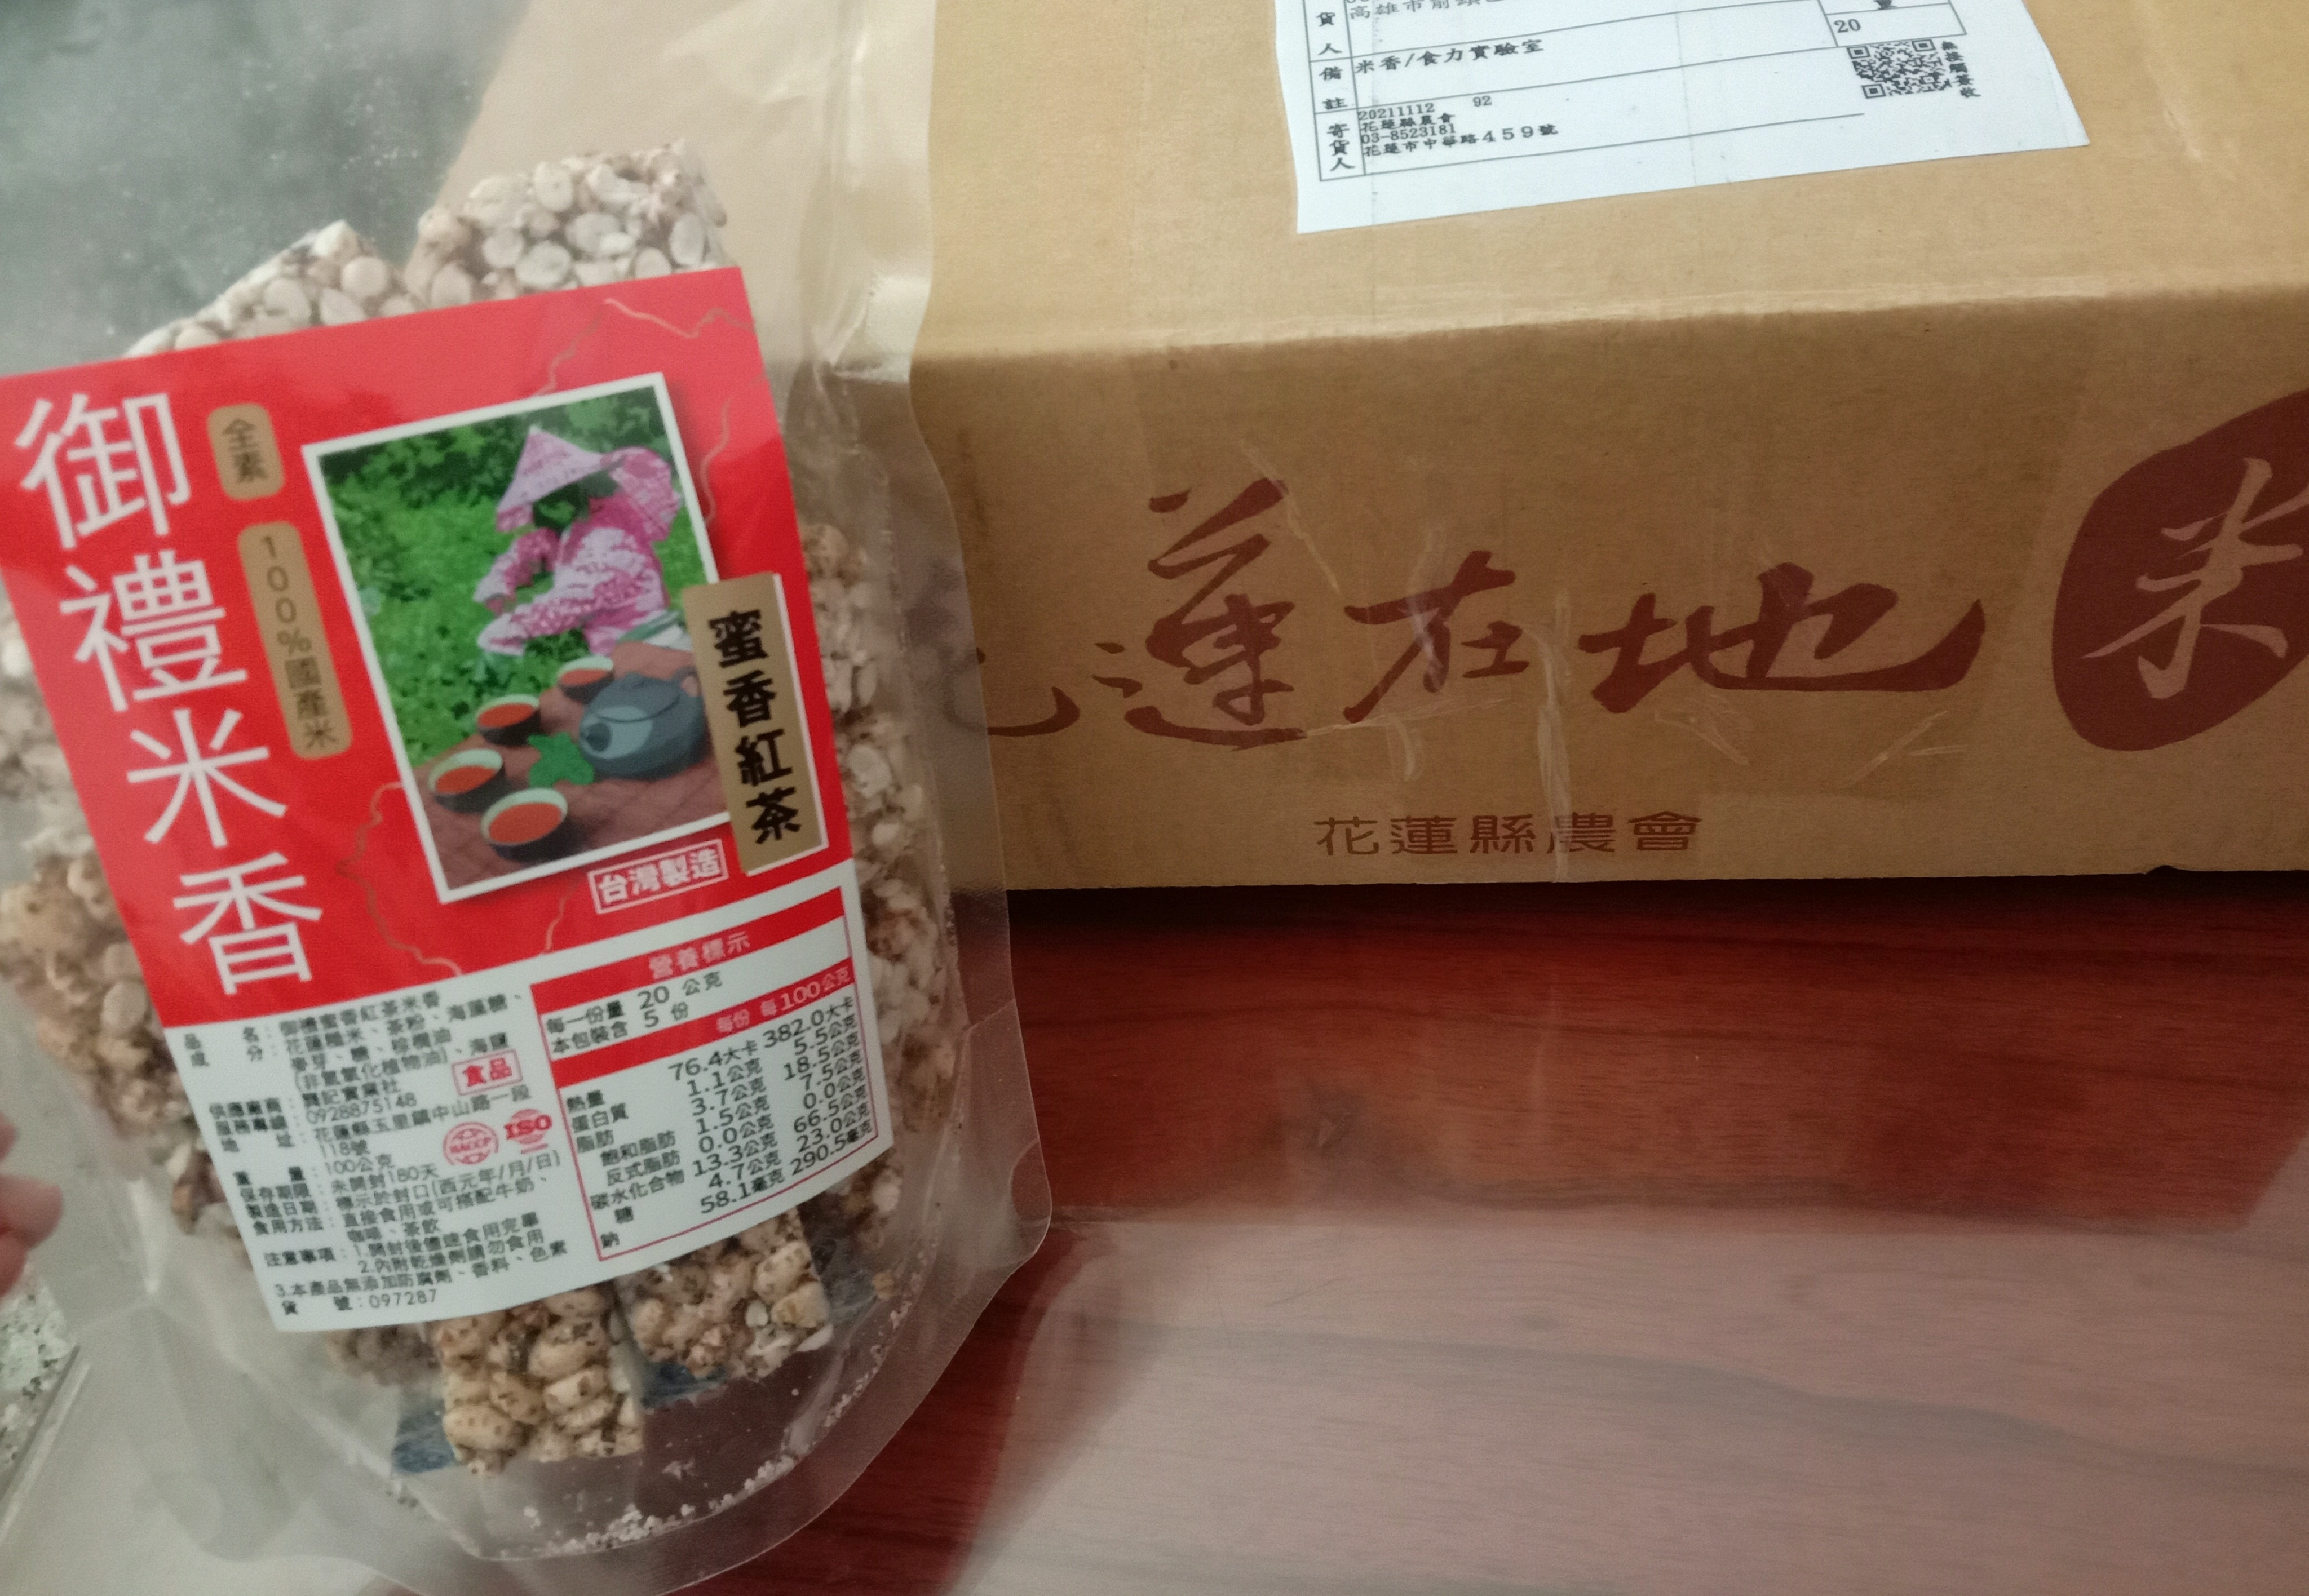 御禮米香
全素
100%國產米
蜜香紅茶
台灣製造
品 名：御禮蜜香紅茶米香
成 分：花蓮糙米、茶粉、海藻糖、
麥芽、糖、棕櫚油
(非氫氧化植物油)、海鹽
食品
供應廠商：興記實業社
服務專線：0928875148
地 址：花蓮縣玉里鎮中山路一段
118號
HACCP
ISO
重 量：100公克
保存期限：未開封180天
製造日期：標示於封口(西元年/月/日)
食用方法：直接食用或可搭配牛奶、
咖啡、茶飲
注意事項：1.開封後儘速食用完畢
2.內附乾燥劑請勿食用
3.本產品無添加防腐劑、香料、色素
貨 號：097287
營養標示
每一份量 20 公克
本包裝含 5 份
每份 每100公克
熱量 76.4大卡 382.0大卡
蛋白質 1.1公克 5.5公克
脂肪 3.7公克 18.5公克
飽和脂肪 1.5公克 7.5公克
反式脂肪 0.0公克 0.0公克
碳水化合物 13.3公克 66.5公克
糖 4.7公克 23.0公克
鈉 58.1毫克 290.5毫克
貨人
高雄市前鎮
量
20
備註
米香/食力實驗室
無接觸簽收
寄貨人
20211112 92
花蓮縣農會
03-8523181
花蓮市中華路459號
蓮在地
米
花蓮縣農會